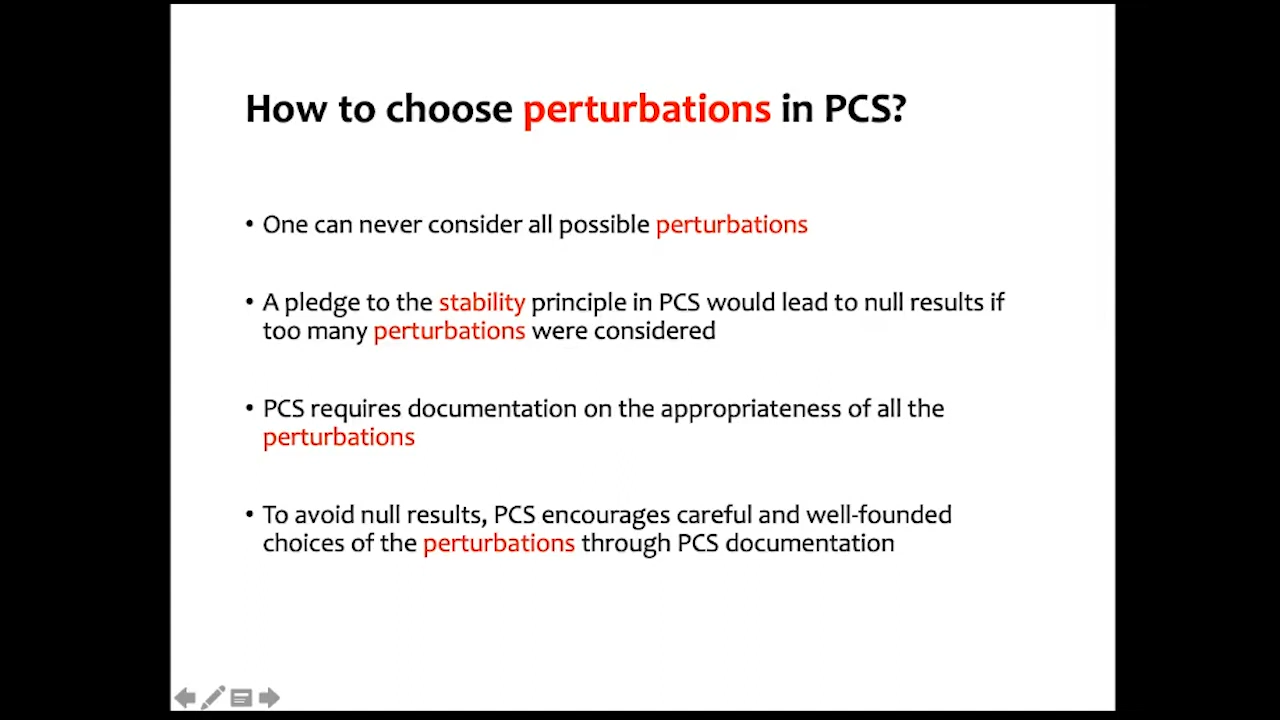 How to choose perturbations in PCS?
• One can never consider all possible perturbations
• A pledge to the stability principle in PCS would lead to null results if
too many perturbations were considered
• PCS requires documentation on the appropriateness of all the
perturbations
• To avoid null results, PCS encourages careful and well-founded
choices of the perturbations through PCS documentation